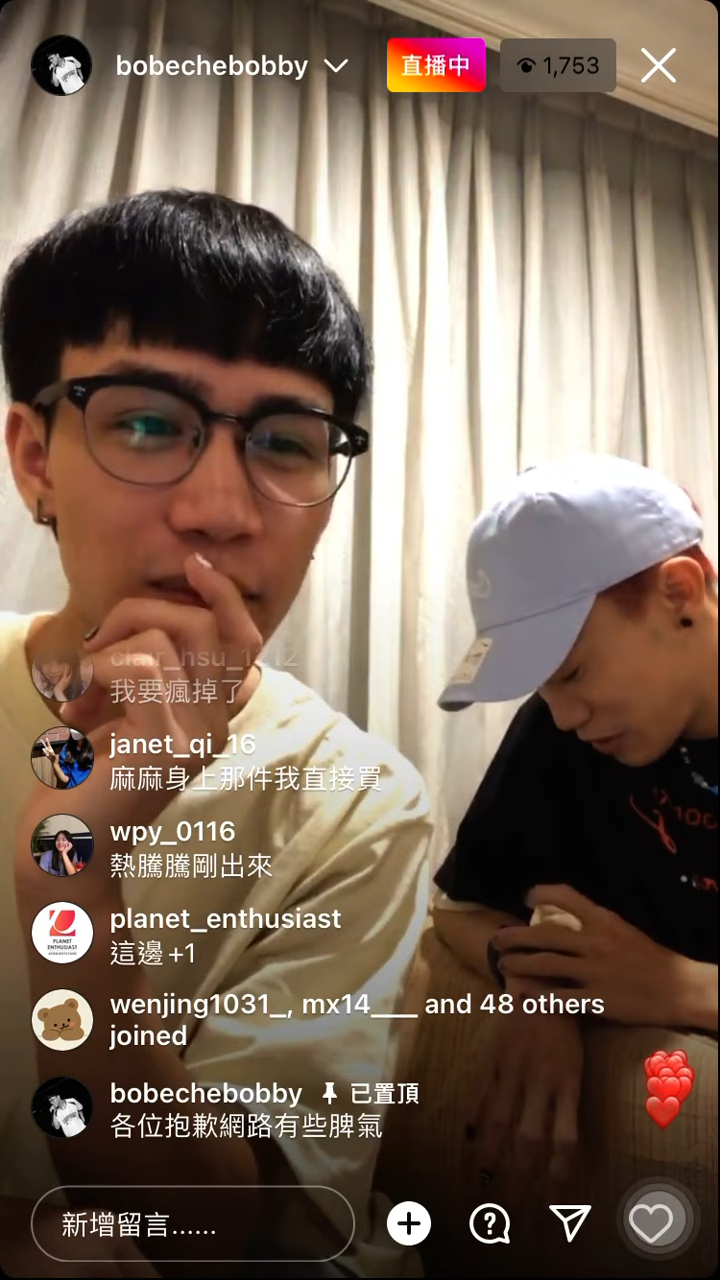 bobechebobby
直播中
1,753
clair_hsu_1212
我要瘋掉了
janet_qi_16
麻麻身上那件我直接買
wpy_0116
熱騰騰剛出來
PLANET
ENTHUSIAST
planet_enthusiast
這邊+1
wenjing1031_, mx14___ and 48 others
joined
bobechebobby 已置頂
各位抱歉網路有些脾氣
新增留言......